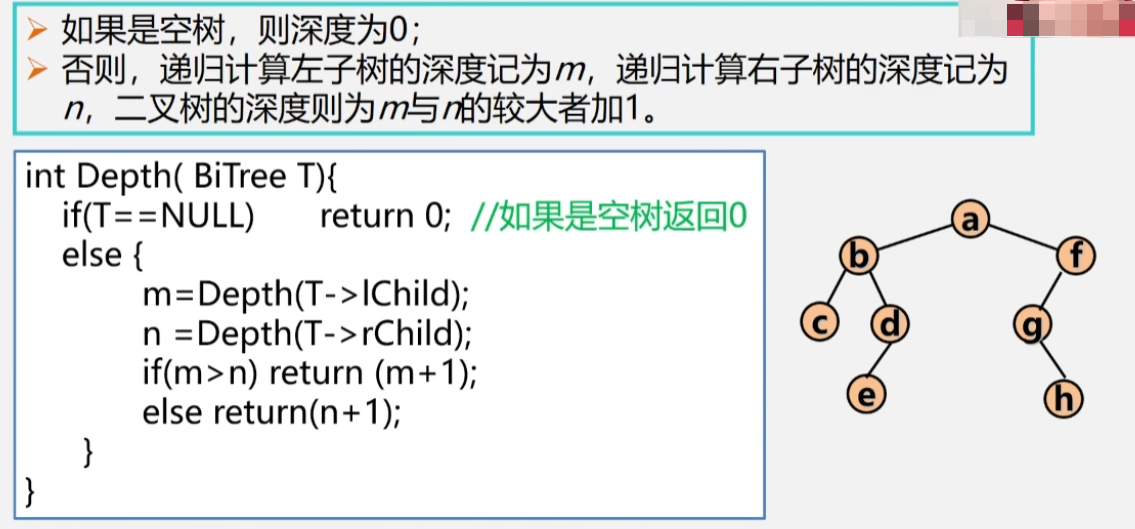 如果是空树，则深度为0；
否则，递归计算左子树的深度记为m，递归计算右子树的深度记为
n，二叉树的深度则为m与n的较大者加1。
int Depth( BiTree T){
if(T==NULL) return 0; //如果是空树返回0
else {
m=Depth(T->lChild);
n =Depth(T->rChild);
if(m>n) return (m+1);
else return(n+1);
}
}
a
b f
c d g
e h